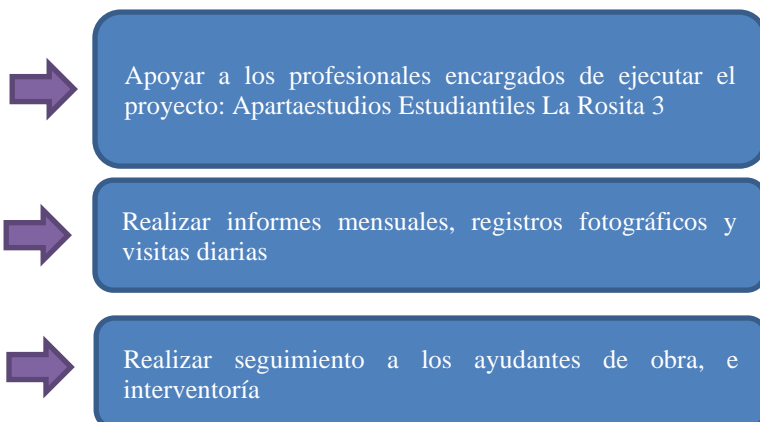 Apoyar a los profesionales encargados de ejecutar el
proyecto: Apartaestudios Estudiantiles La Rosita 3
Realizar informes mensuales, registros fotográficos y
visitas diarias
Realizar seguimiento a los ayudantes de obra, e
interventoría